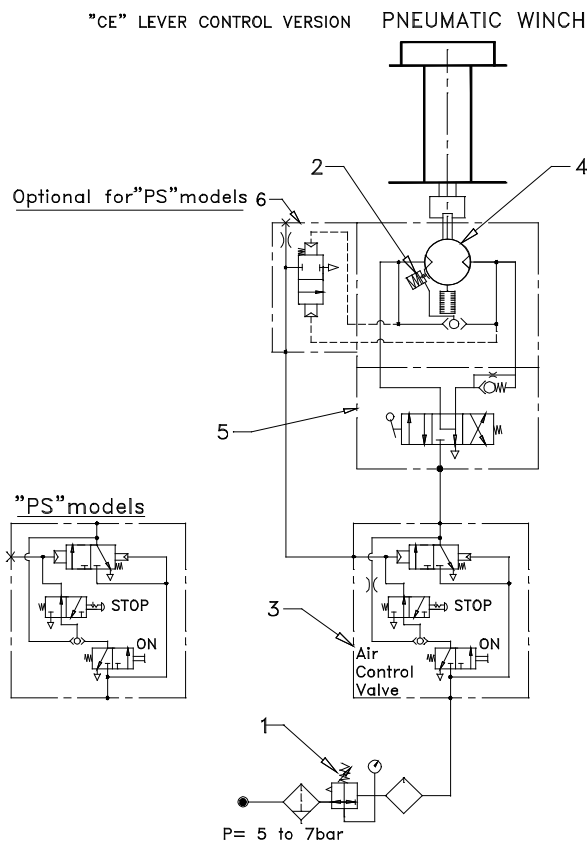 "CE" LEVER CONTROL VERSION PNEUMATIC WINCH
2
4
Optional for"PS"models 6
5
"PS"models
STOP
ON
3
STOP
ON
Air
Control
Valve
1
P= 5 to 7bar